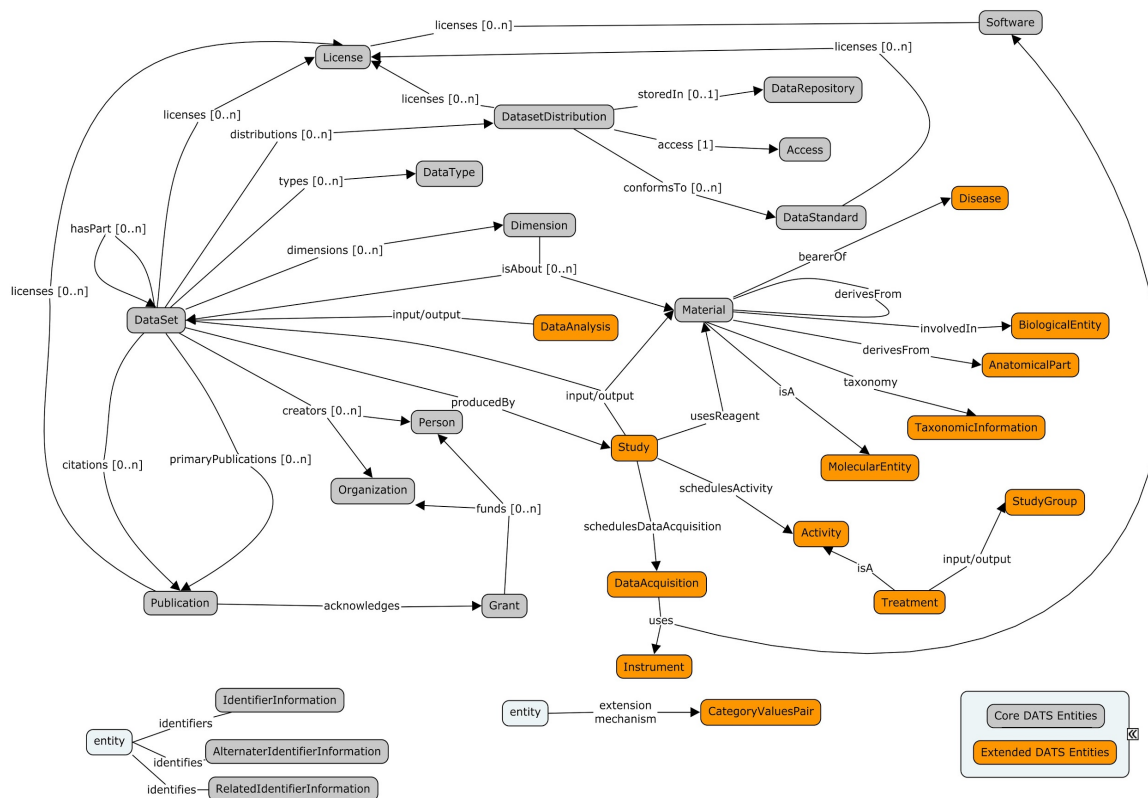 licenses [0..n]
Software
License
licenses [0..n]
licenses [0..n]
storedIn [0..1]
DataRepository
licenses [0..n]
DatasetDistribution
distributions [0..n]
access [1]
Access
types [0..n]
DataType
conformsTo [0..n]
Disease
DataStandard
hasPart [0..n]
Dimension
dimensions [0..n]
bearerOf
isAbout [0..n]
licenses [0..n]
derivesFrom
Material
DataSet
input/output
DataAnalysis
involvedIn
BiologicalEntity
derivesFrom
AnatomicalPart
taxonomy
isA
input/output
producedBy
creators [0..n]
usesReagent
Person
TaxonomicInformation
Study
citations [0..n]
primaryPublications [0..n]
MolecularEntity
Organization
schedulesActivity
StudyGroup
funds [0..n]
schedulesDataAcquisition
Activity
input/output
isA
DataAcquisition
Publication
acknowledges
Grant
Treatment
uses
Instrument
IdentifierInformation
identifiers
entity
identifies
AlternaterIdentifierInformation
identifies
RelatedIdentifierInformation
entity
extension
mechanism
CategoryValuesPair
Core DATS Entities
Extended DATS Entities